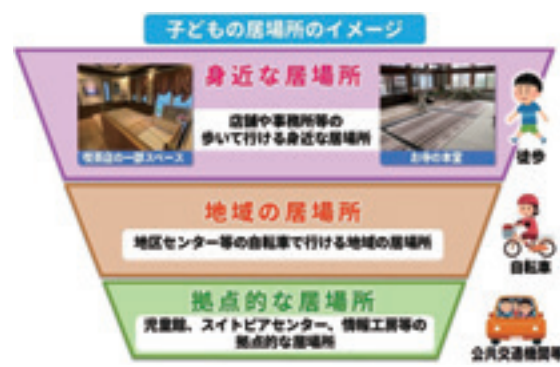 子どもの居場所のイメージ
身近な居場所
店舗や事務所等の
歩いて行ける身近な居場所
喫茶店の一部スペース
お寺の本堂
徒歩
地域の居場所
地区センター等の自転車で行ける地域の居場所
自転車
拠点的な居場所
児童館、スイトピアセンター、情報工房等の
拠点的な居場所
公共交通機関等